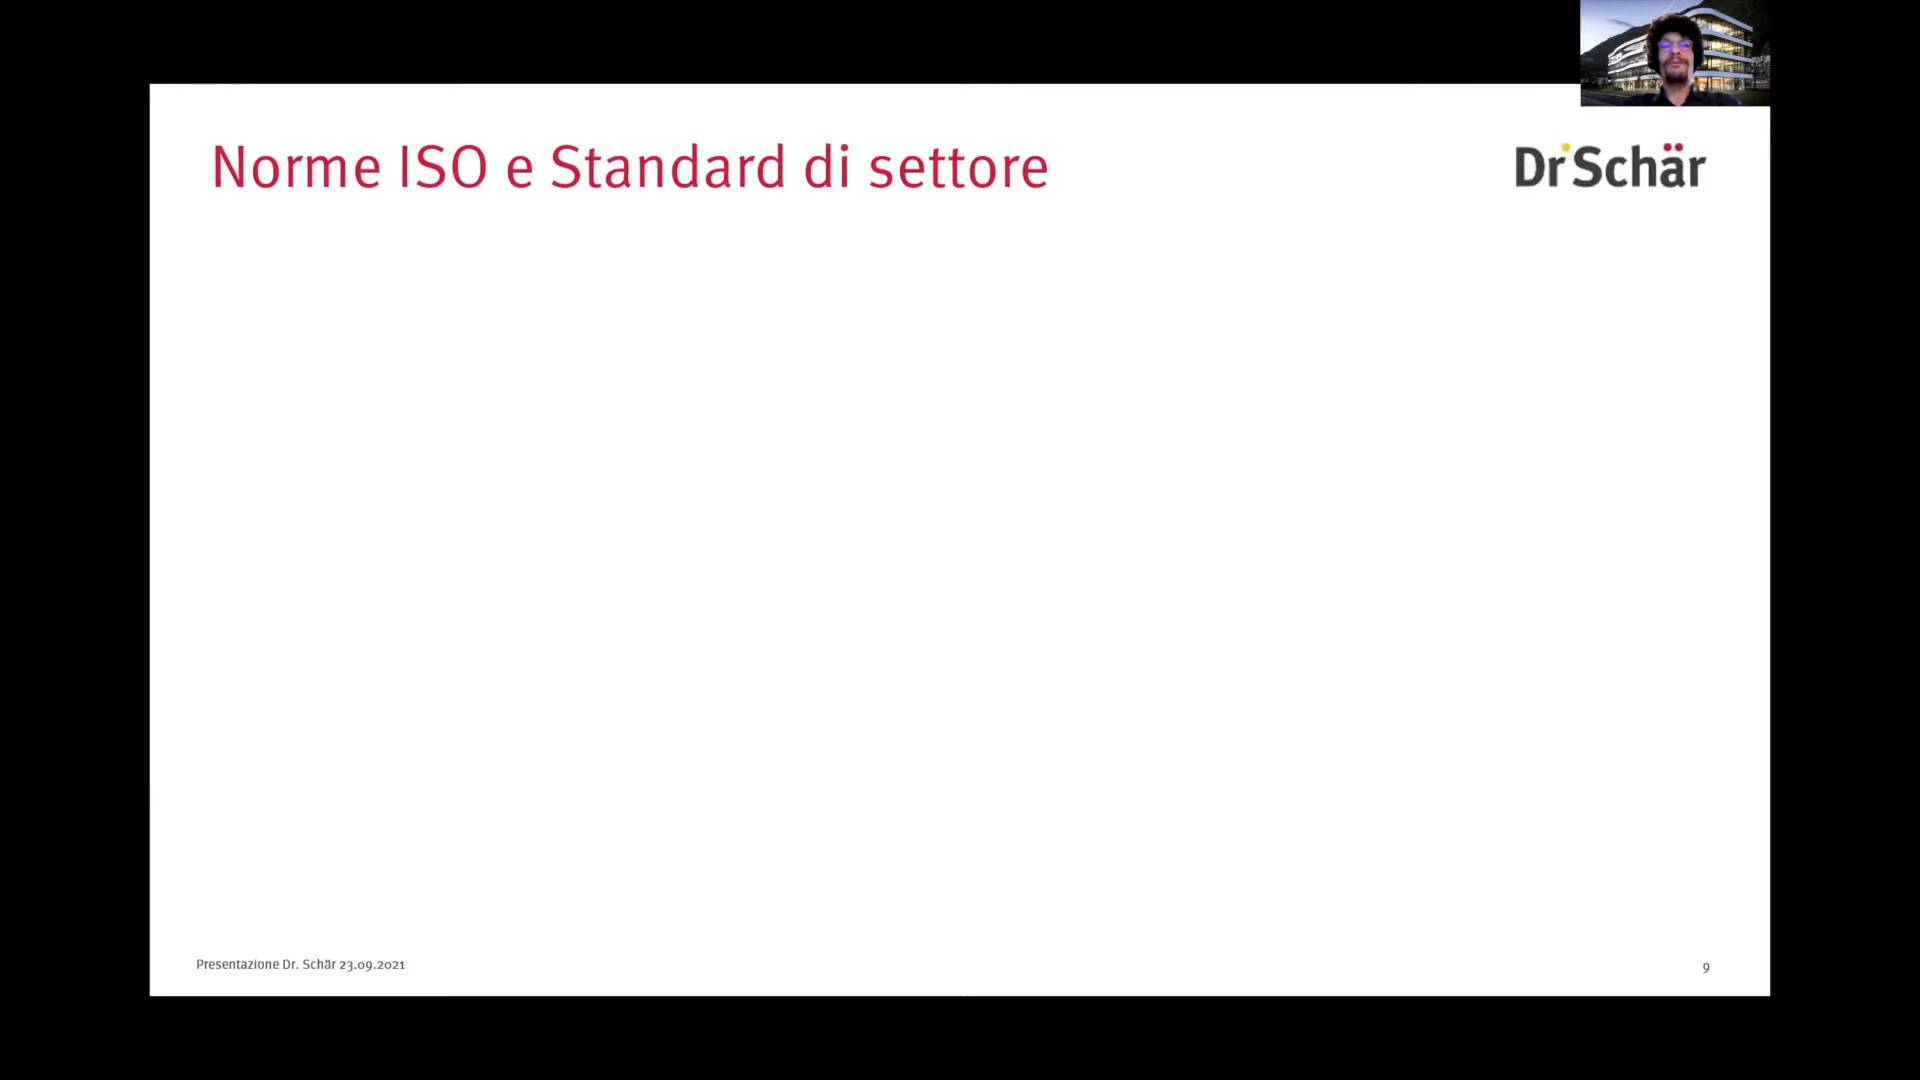 Norme ISO e Standard di settore
Dr Schär
Presentazione Dr. Schär 23.09.2021
9